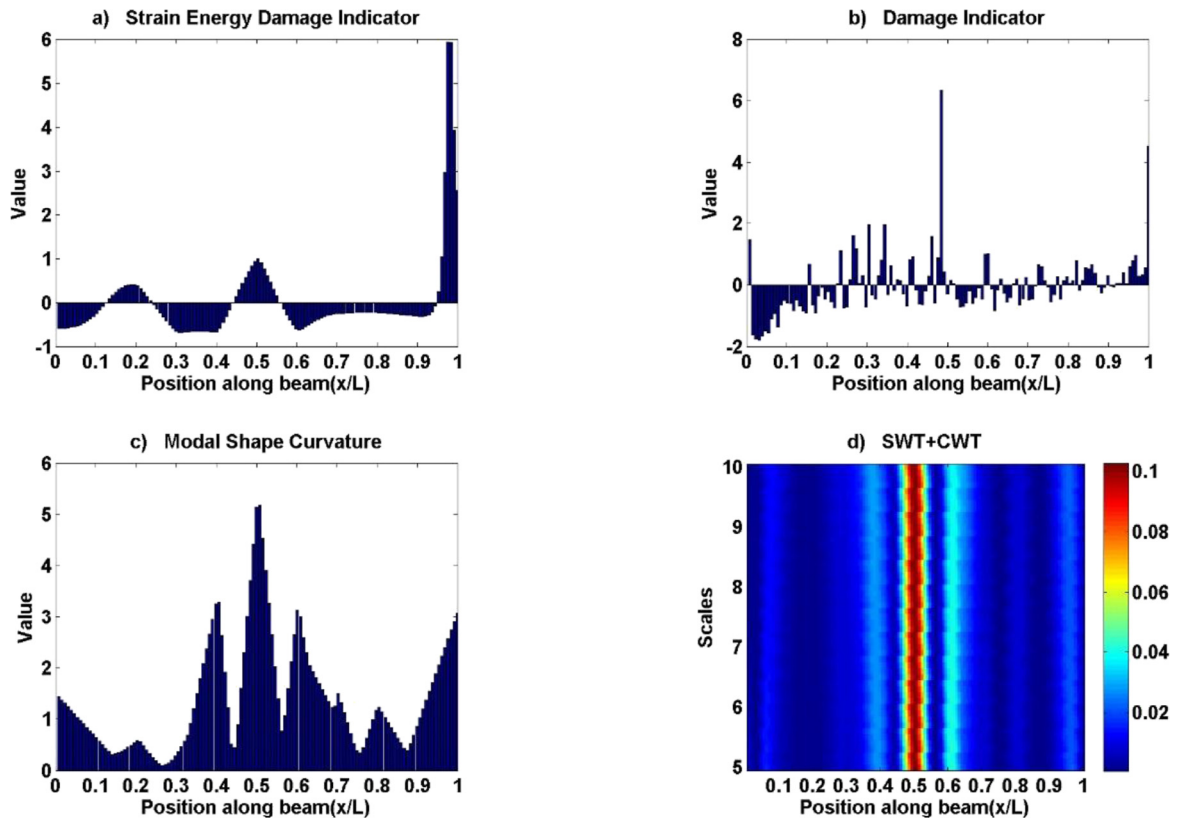 a) Strain Energy Damage Indicator
6
5
4
3
2
1
0
-1
Value
0 0.1 0.2 0.3 0.4 0.5 0.6 0.7 0.8 0.9 1
Position along beam(x/L)
b) Damage Indicator
8
6
4
2
0
-2
Value
0 0.1 0.2 0.3 0.4 0.5 0.6 0.7 0.8 0.9 1
Position along beam(x/L)
c) Modal Shape Curvature
6
5
4
3
2
1
0
Value
0 0.1 0.2 0.3 0.4 0.5 0.6 0.7 0.8 0.9 1
Position along beam(x/L)
d) SWT+CWT
10
9
8
7
6
5
Scales
0.1 0.2 0.3 0.4 0.5 0.6 0.7 0.8 0.9 1
Position along beam(x/L)
0.1
0.08
0.06
0.04
0.02